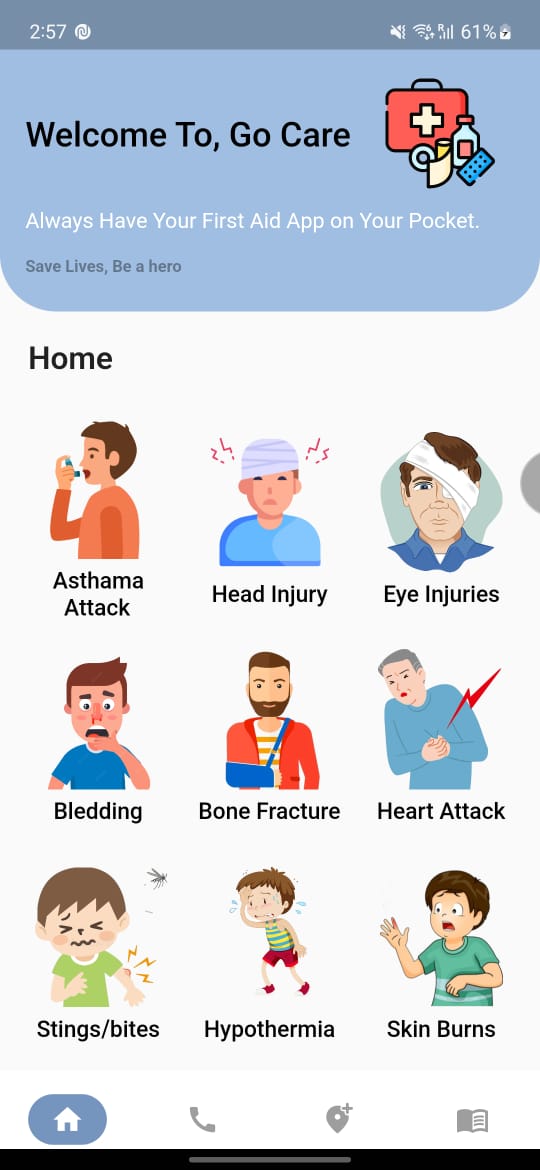 2:57
R
61%
Welcome To, Go Care
Always Have Your First Aid App on Your Pocket.
Save Lives, Be a hero
Home
Asthama
Attack
Head Injury
Eye Injuries
Bledding
Bone Fracture
Heart Attack
Stings/bites
Hypothermia
Skin Burns